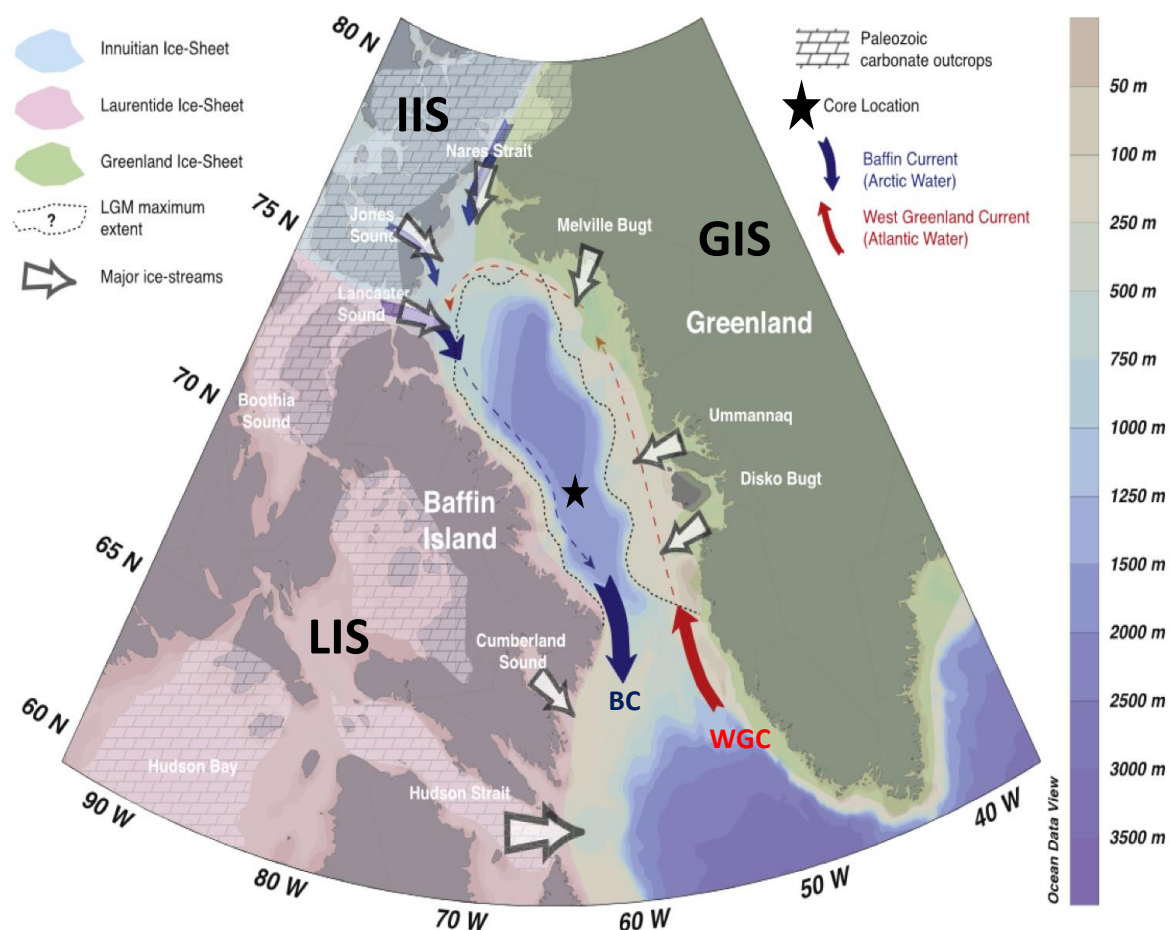 Innuitian Ice-Sheet
Laurentide Ice-Sheet
Greenland Ice-Sheet
LGM maximum
extent
?
Major ice-streams
Paleozoic
carbonate outcrops
Core Location
Baffin Current
(Arctic Water)
West Greenland Current
(Atlantic Water)
50 m
100 m
250 m
500 m
750 m
1000 m
1250 m
1500 m
2000 m
2500 m
3000 m
3500 m
Ocean Data View
80 N
75 N
70 N
65 N
60 N
90 W
80 W
70 W
60 W
50 W
40 W
IIS
Nares Strait
Jones
Sound
Lancaster
Sound
Melville Bugt
GIS
Greenland
Boothia
Sound
Ummannaq
Disko Bugt
Baffin
Island
LIS
Cumberland
Sound
BC
WGC
Hudson Bay
Hudson Strait